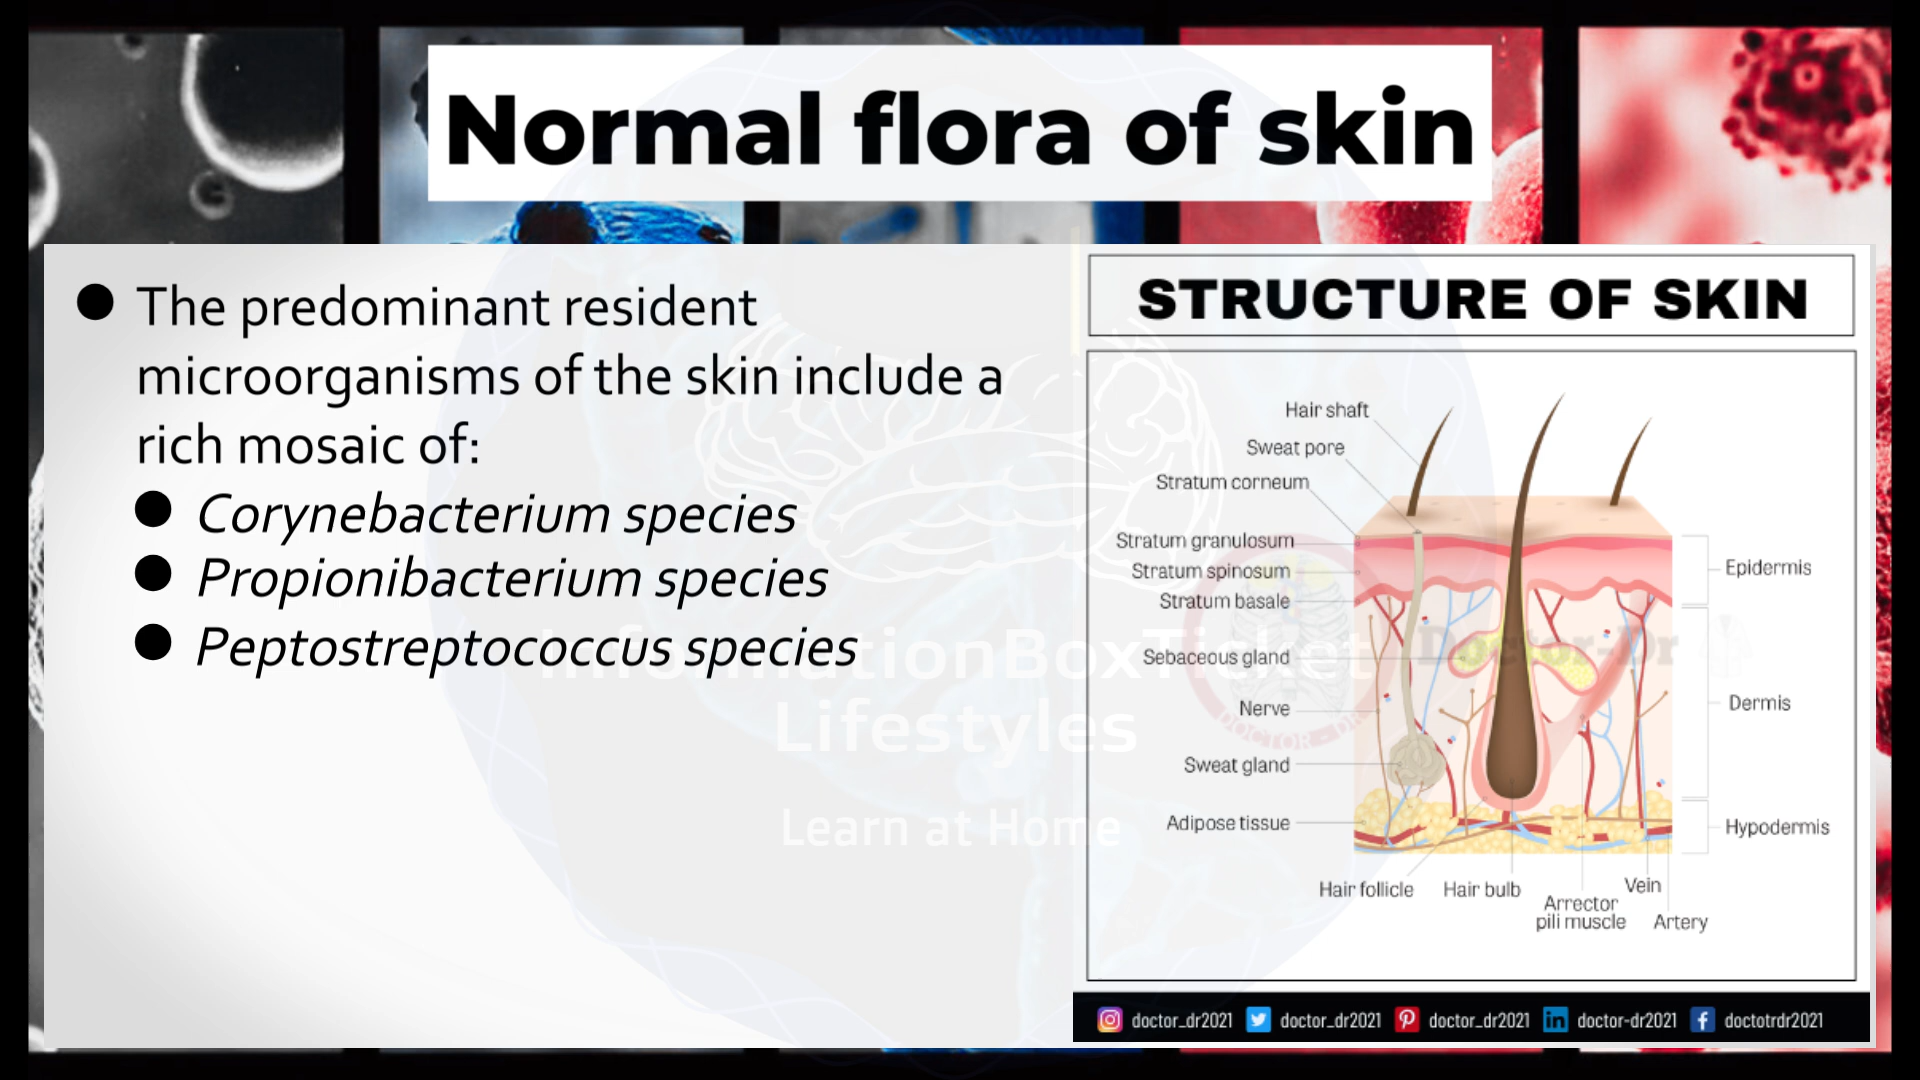 Normal flora of skin
The predominant resident
microorganisms of the skin include a
rich mosaic of:
Corynebacterium species
Propionibacterium species
Peptostreptococcus species
InformationBoxTicket
Lifestyles
Learn at Home
STRUCTURE OF SKIN
Hair shaft
Sweat pore
Stratum corneum
Stratum granulosum
Stratum spinosum
Stratum basale
Sebaceous gland
Nerve
Sweat gland
Adipose tissue
Epidermis
Dermis
Hypodermis
Doctor-Dr
DOCTOR - DR
Hair follicle
Hair bulb
Arrector
pili muscle
Vein
Artery
doctor_dr2021 doctor_dr2021 doctor_dr2021 in doctor-dr2021 f doctotrdr2021